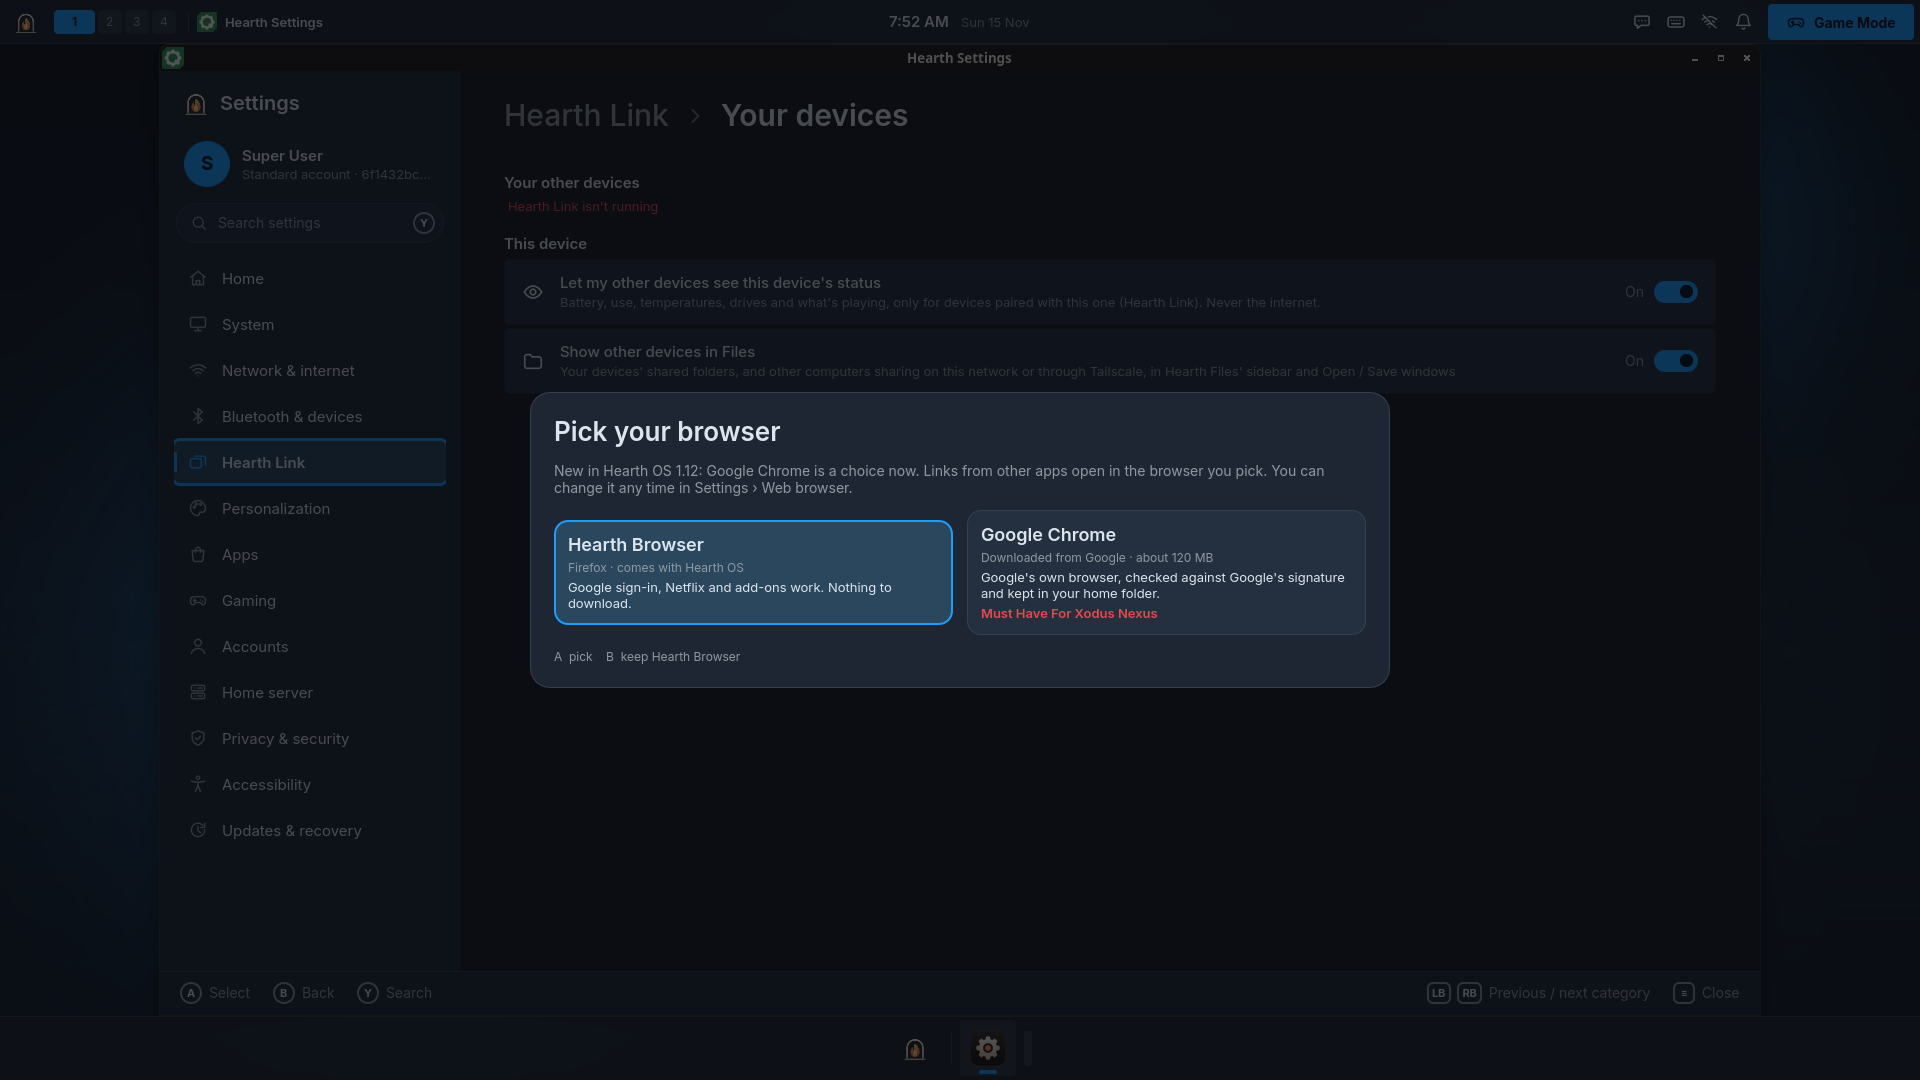 1 2 3 4 Hearth Settings
7:52 AM Sun 15 Nov
Game Mode
Hearth Settings
Settings
S
Super User
Standard account · 6f1432bc...
Search settings Y
Home
System
Network & internet
Bluetooth & devices
Hearth Link
Personalization
Apps
Gaming
Accounts
Home server
Privacy & security
Accessibility
Updates & recovery
Hearth Link > Your devices
Your other devices
Hearth Link isn't running
This device
Let my other devices see this device's status
Battery, use, temperatures, drives and what's playing, only for devices paired with this one (Hearth Link). Never the internet.
On
Show other devices in Files
Your devices' shared folders, and other computers sharing on this network or through Tailscale, in Hearth Files' sidebar and Open / Save windows
On
Pick your browser
New in Hearth OS 1.12: Google Chrome is a choice now. Links from other apps open in the browser you pick. You can
change it any time in Settings › Web browser.
Hearth Browser
Firefox · comes with Hearth OS
Google sign-in, Netflix and add-ons work. Nothing to
download.
Google Chrome
Downloaded from Google · about 120 MB
Google's own browser, checked against Google's signature
and kept in your home folder.
Must Have For Xodus Nexus
A pick B keep Hearth Browser
A Select B Back Y Search
LB RB Previous / next category ≡ Close